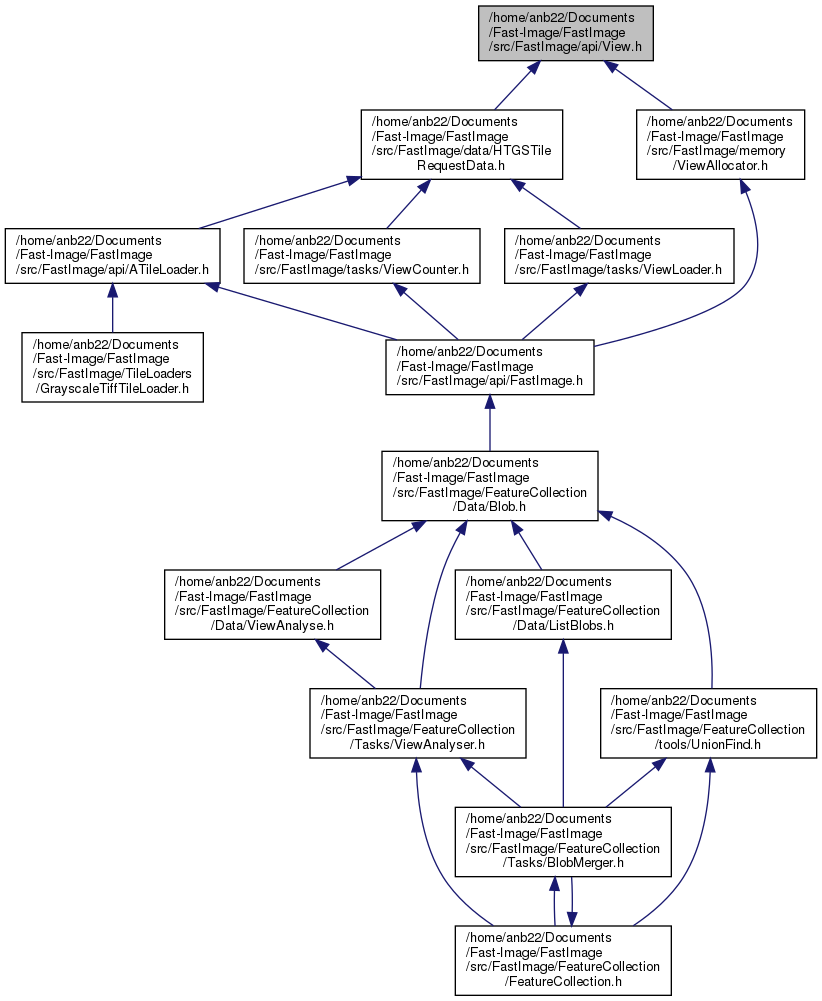 /home/anb22/Documents
/Fast-Image/FastImage
/src/FastImage/api/View.h
/home/anb22/Documents
/Fast-Image/FastImage
/src/FastImage/data/HTGSTile
RequestData.h
/home/anb22/Documents
/Fast-Image/FastImage
/src/FastImage/memory
/ViewAllocator.h
/home/anb22/Documents
/Fast-Image/FastImage
/src/FastImage/api/ATileLoader.h
/home/anb22/Documents
/Fast-Image/FastImage
/src/FastImage/tasks/ViewCounter.h
/home/anb22/Documents
/Fast-Image/FastImage
/src/FastImage/tasks/ViewLoader.h
/home/anb22/Documents
/Fast-Image/FastImage
/src/FastImage/TileLoaders
/GrayscaleTiffTileLoader.h
/home/anb22/Documents
/Fast-Image/FastImage
/src/FastImage/api/FastImage.h
/home/anb22/Documents
/Fast-Image/FastImage
/src/FastImage/FeatureCollection
/Data/Blob.h
/home/anb22/Documents
/Fast-Image/FastImage
/src/FastImage/FeatureCollection
/Data/ViewAnalyse.h
/home/anb22/Documents
/Fast-Image/FastImage
/src/FastImage/FeatureCollection
/Data/ListBlobs.h
/home/anb22/Documents
/Fast-Image/FastImage
/src/FastImage/FeatureCollection
/Tasks/ViewAnalyser.h
/home/anb22/Documents
/Fast-Image/FastImage
/src/FastImage/FeatureCollection
/tools/UnionFind.h
/home/anb22/Documents
/Fast-Image/FastImage
/src/FastImage/FeatureCollection
/Tasks/BlobMerger.h
/home/anb22/Documents
/Fast-Image/FastImage
/src/FastImage/FeatureCollection
/FeatureCollection.h